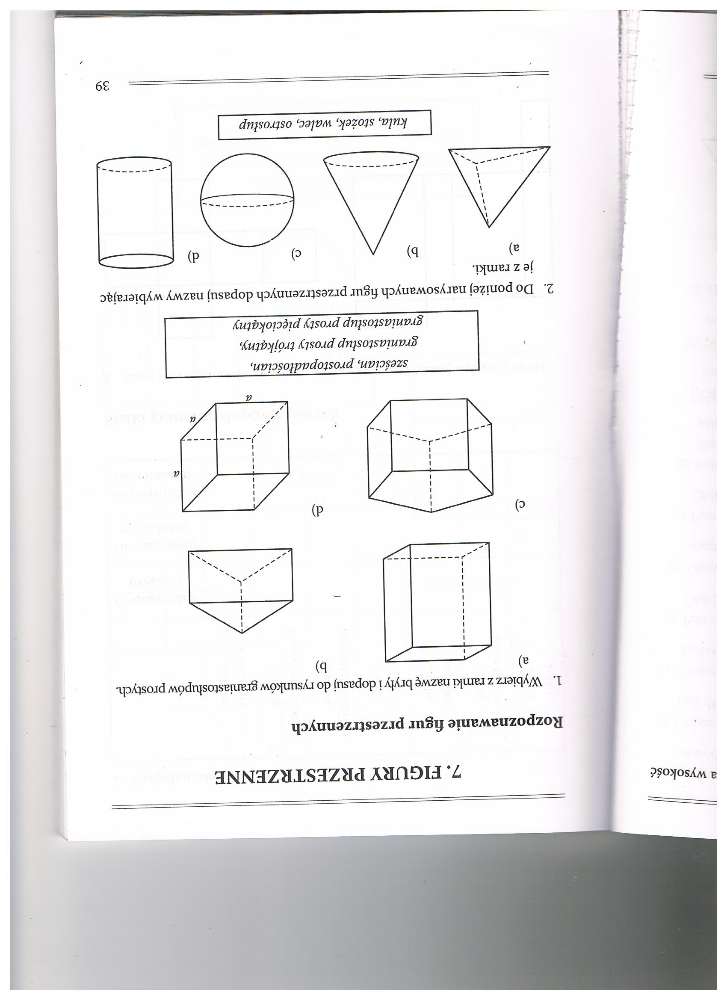 a wysokość
7. FIGURY PRZESTRZENNE
Rozpoznawanie figur przestrzennych
1. Wybierz z ramki nazwę bryły i dopasuj do rysunków graniastosłupów prostych.
a)
b)
c)
d)
a
a
a
sześcian, prostopadłościan,
graniastosłup prosty trójkątny,
graniastosłup prosty pięciokątny
2. Do poniżej narysowanych figur przestrzennych dopasuj nazwy wybierając
je z ramki.
a)
b)
c)
d)
kula, stożek, walec, ostrosłup
39